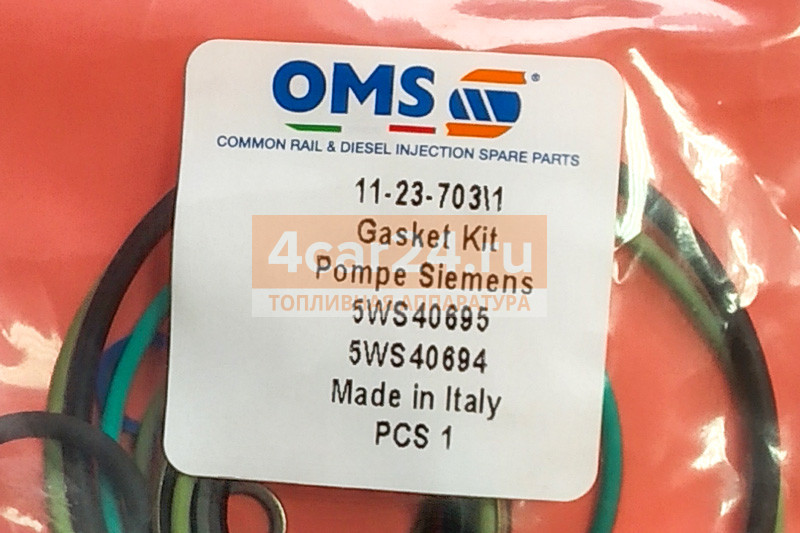 OMS®
COMMON RAIL & DIESEL INJECTION SPARE PARTS
11-23-703\1
Gasket Kit
4car24.ru
Pompe Siemens
ТОПЛИВНАЯ АППАРАТУРА
5WS40695
5WS40694
Made in Italy
PCS 1